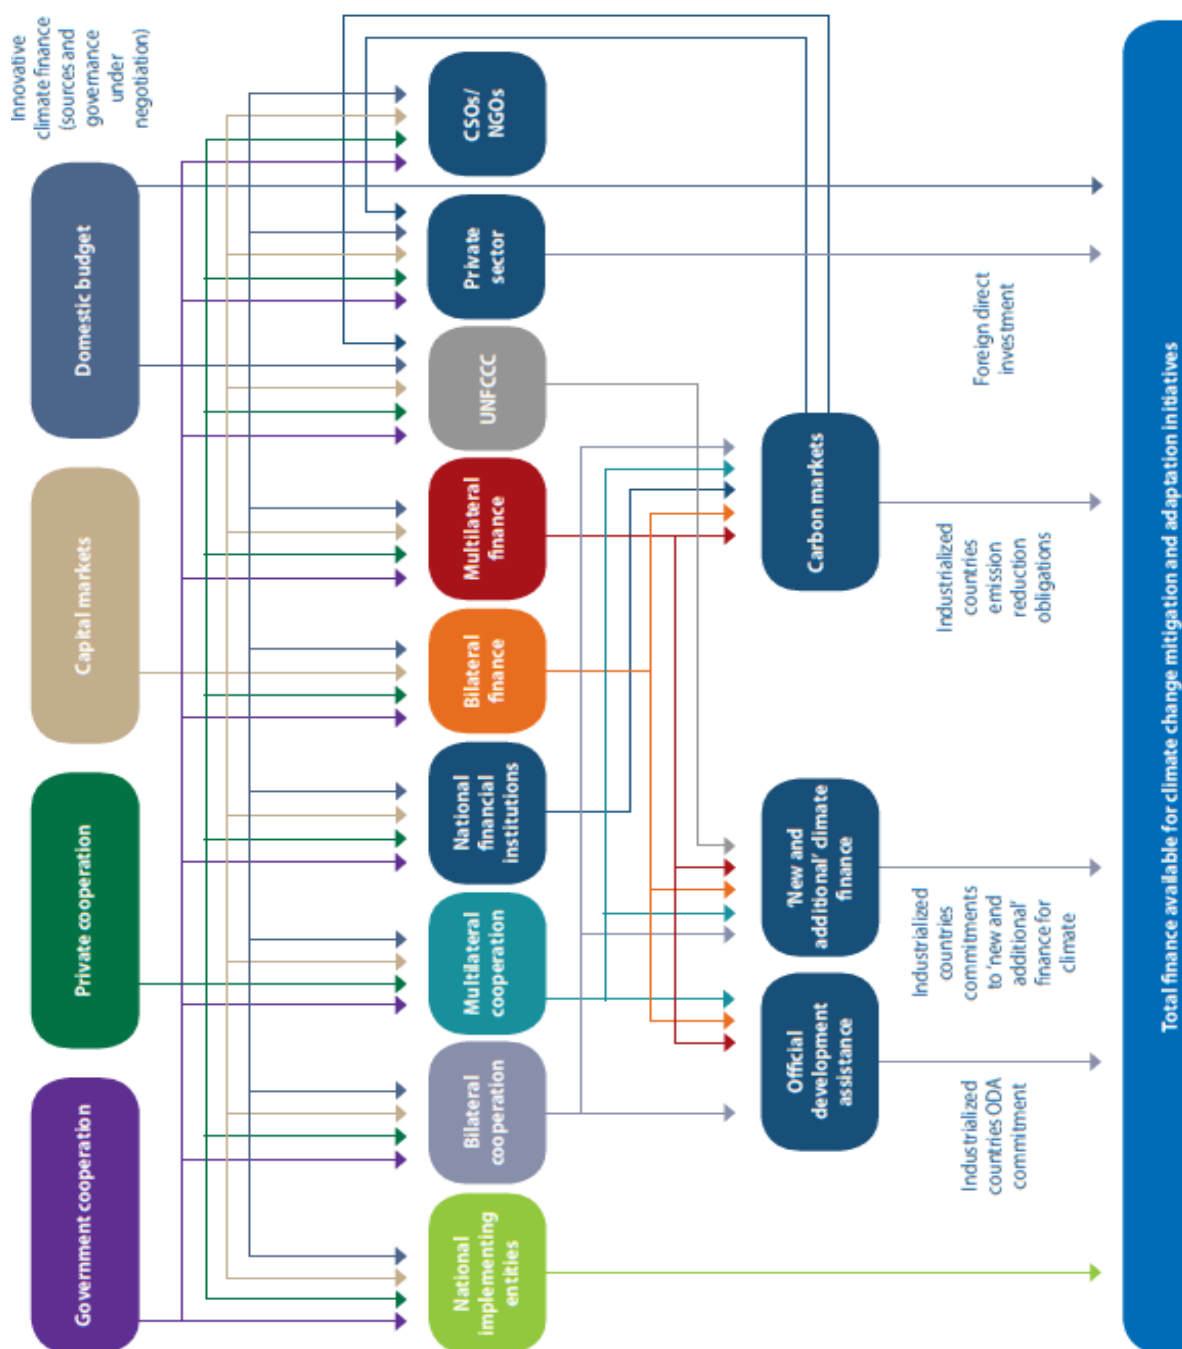 Government cooperation
Private cooperation
Capital markets
Domestic budget
Innovative
climate finance
(sources and
governance
under
negotiation)
National
implementing
entities
Bilateral
cooperation
Multilateral
cooperation
National
financial
institutions
Bilateral
finance
Multilateral
finance
UNFCCC
Private
sector
CSOs/
NGOs
Official
development
assistance
'New and
additional' climate
finance
Carbon markets
Industrialized
countries ODA
commitment
Industrialized
countries
commitments
to 'new and
additional'
finance for
climate
Industrialized
countries
emission
reduction
obligations
Foreign direct
investment
Total finance available for climate change mitigation and adaptation initiatives